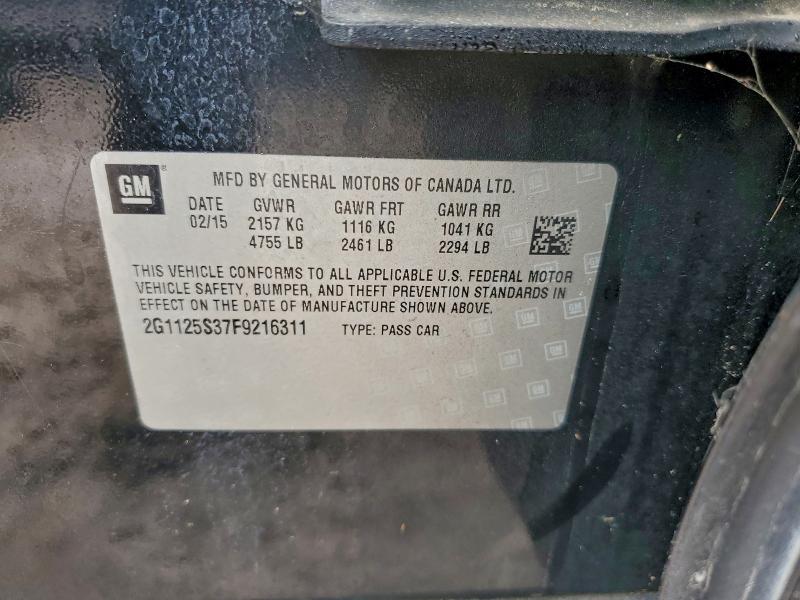 GM
MFD BY GENERAL MOTORS OF CANADA LTD.
DATE GVWR GAWR FRT GAWR RR
02/15 2157 KG 1116 KG 1041 KG
4755 LB 2461 LB 2294 LB
THIS VEHICLE CONFORMS TO ALL APPLICABLE U.S. FEDERAL MOTOR
VEHICLE SAFETY, BUMPER, AND THEFT PREVENTION STANDARDS IN
EFFECT ON THE DATE OF MANUFACTURE SHOWN ABOVE.
2G1125S37F9216311 TYPE: PASS CAR